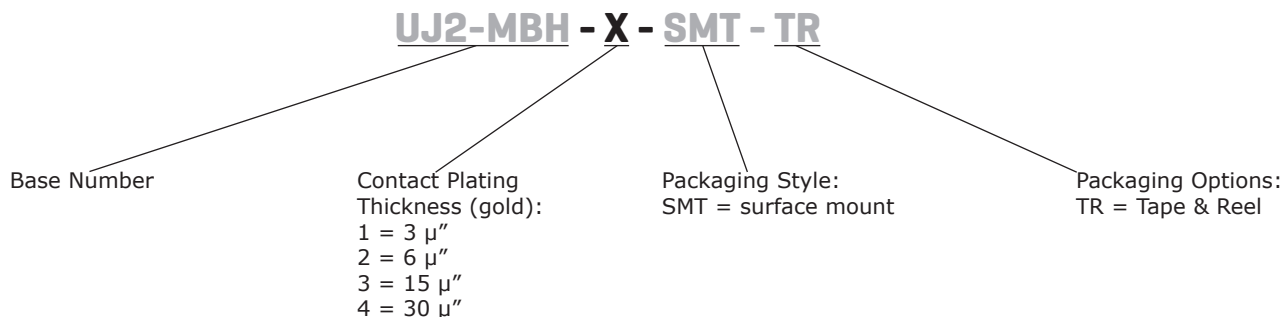 UJ2-MBH - X - SMT - TR
Base Number
Contact Plating
Thickness (gold):
1 = 3 µ”
2 = 6 µ”
3 = 15 µ”
4 = 30 µ”
Packaging Style:
SMT = surface mount
Packaging Options:
TR = Tape & Reel